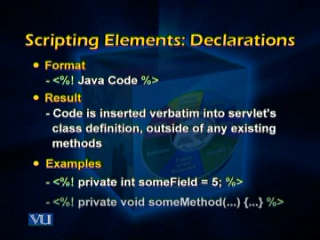 Scripting Elements: Declarations
• Format
- <%! Java Code %>
• Result
- Code is inserted verbatim into servlet's
class definition, outside of any existing
methods
• Examples
- <%! private int someField = 5; %>
- <%! private void someMethod(...) {...} %>
VU